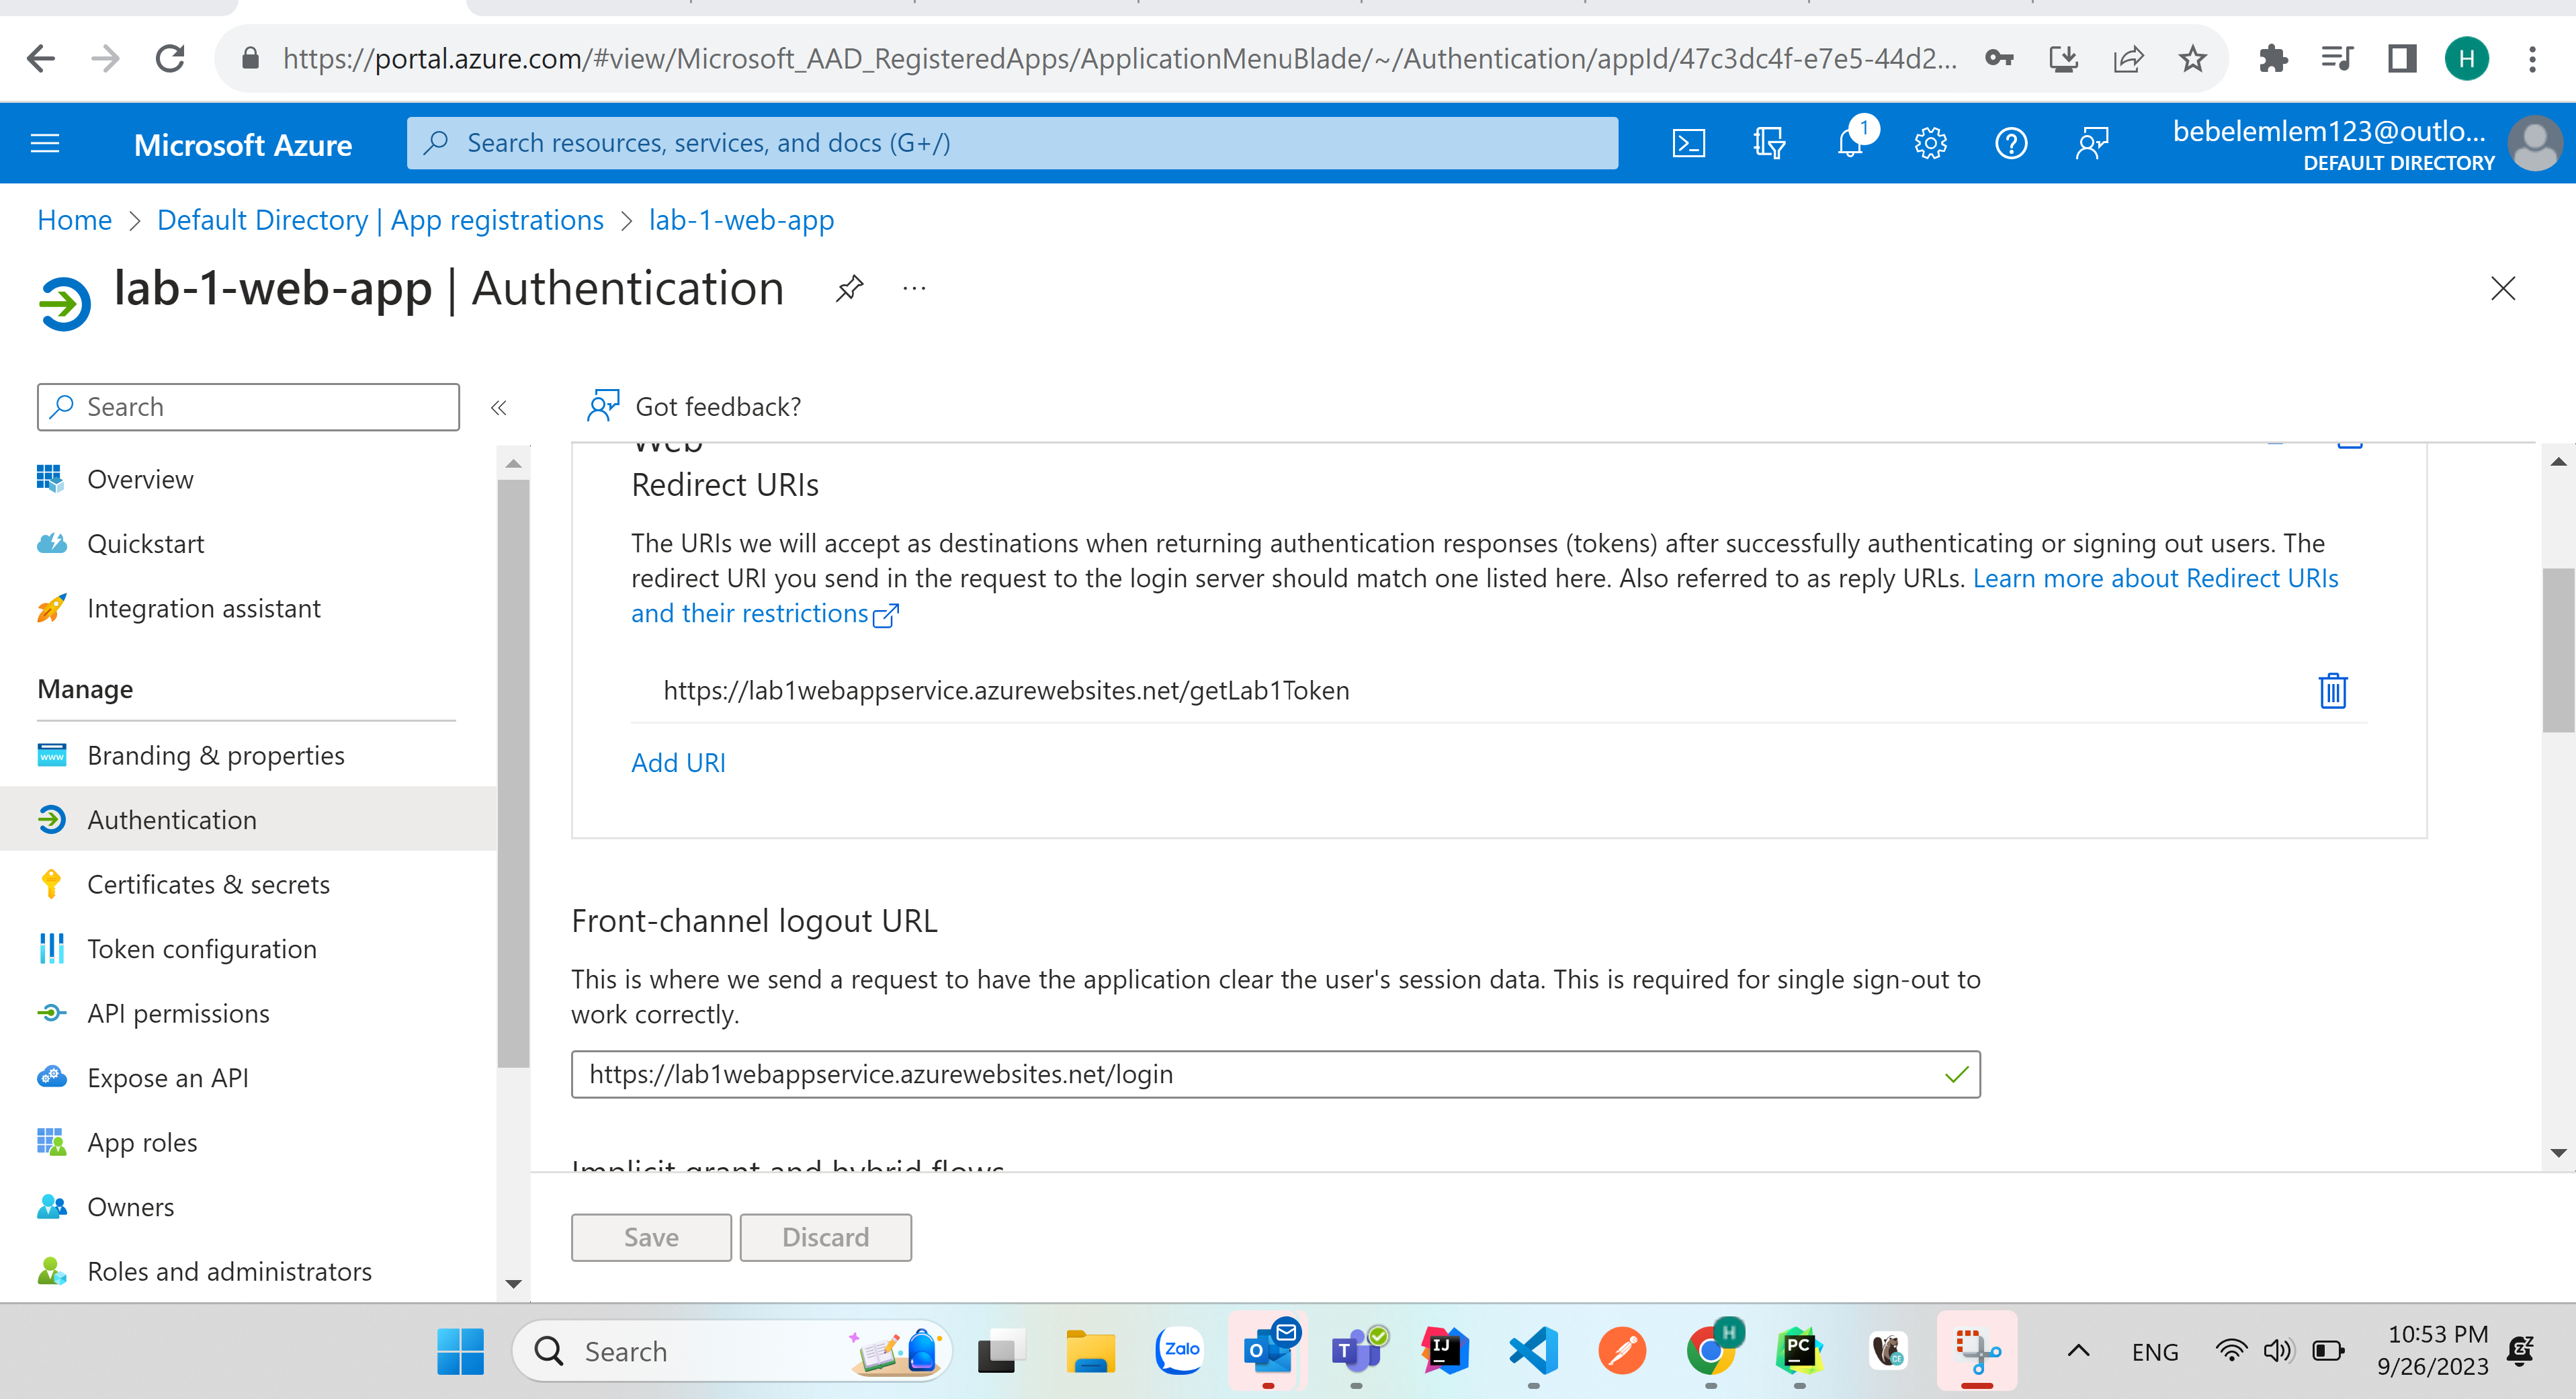 https://portal.azure.com/#view/Microsoft_AAD_RegisteredApps/ApplicationMenuBlade/~/Authentication/appId/47c3dc4f-e7e5-44d2...
H
Microsoft Azure
Search resources, services, and docs (G+/)
1
bebelemlem123@outlo...
DEFAULT DIRECTORY
Home > Default Directory | App registrations > lab-1-web-app
lab-1-web-app | Authentication
Search
Got feedback?
Overview
Quickstart
Integration assistant
Manage
Branding & properties
Authentication
Certificates & secrets
Token configuration
API permissions
Expose an API
App roles
Owners
Roles and administrators
Web
Redirect URIs
The URIs we will accept as destinations when returning authentication responses (tokens) after successfully authenticating or signing out users. The
redirect URI you send in the request to the login server should match one listed here. Also referred to as reply URLs. Learn more about Redirect URIs
and their restrictions
https://lab1webappservice.azurewebsites.net/getLab1Token
Add URI
Front-channel logout URL
This is where we send a request to have the application clear the user's session data. This is required for single sign-out to
work correctly.
https://lab1webappservice.azurewebsites.net/login
Implicit grant and hybrid flows
Save
Discard
Search
Zalo
O
T
IJ
H
PC
CE
ENG
10:53 PM
9/26/2023